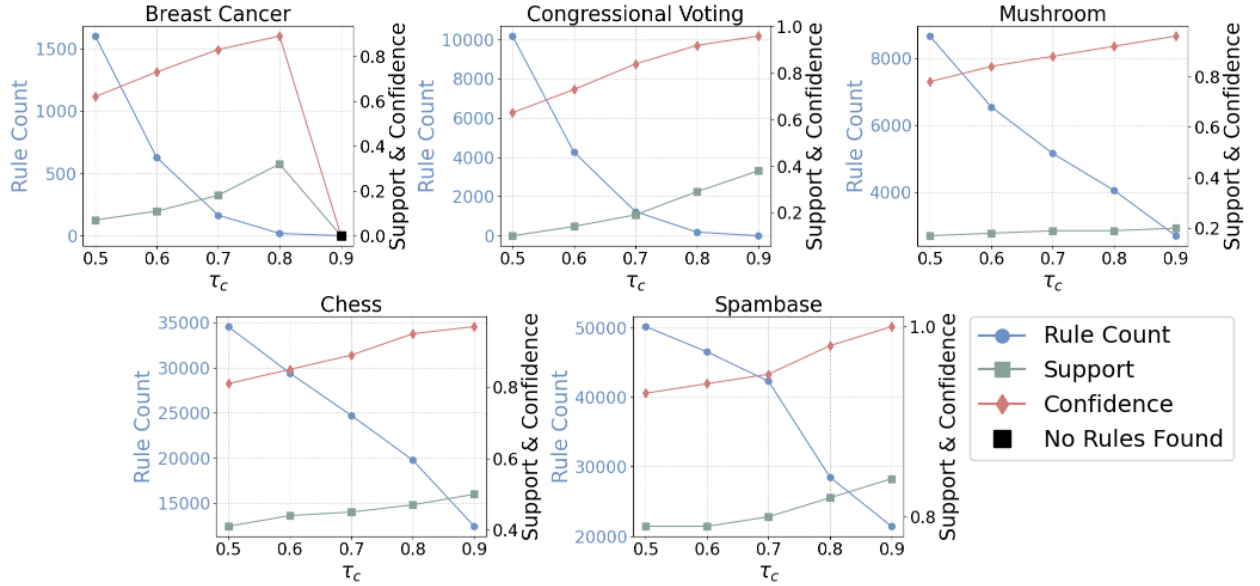 Breast Cancer
Rule Count
1500
1000
500
0
0.8
0.6
0.4
0.2
0.0
Support & Confidence
0.5 0.6 0.7 0.8 0.9
τc
Congressional Voting
Rule Count
10000
8000
6000
4000
2000
0
1.0
0.8
0.6
0.4
0.2
Support & Confidence
0.5 0.6 0.7 0.8 0.9
τc
Mushroom
Rule Count
8000
6000
4000
0.8
0.6
0.4
0.2
Support & Confidence
0.5 0.6 0.7 0.8 0.9
τc
Chess
Rule Count
35000
30000
25000
20000
15000
0.8
0.6
0.4
Support & Confidence
0.5 0.6 0.7 0.8 0.9
τc
Spambase
Rule Count
50000
40000
30000
20000
1.0
0.8
Support & Confidence
0.5 0.6 0.7 0.8 0.9
τc
Rule Count
Support
Confidence
No Rules Found